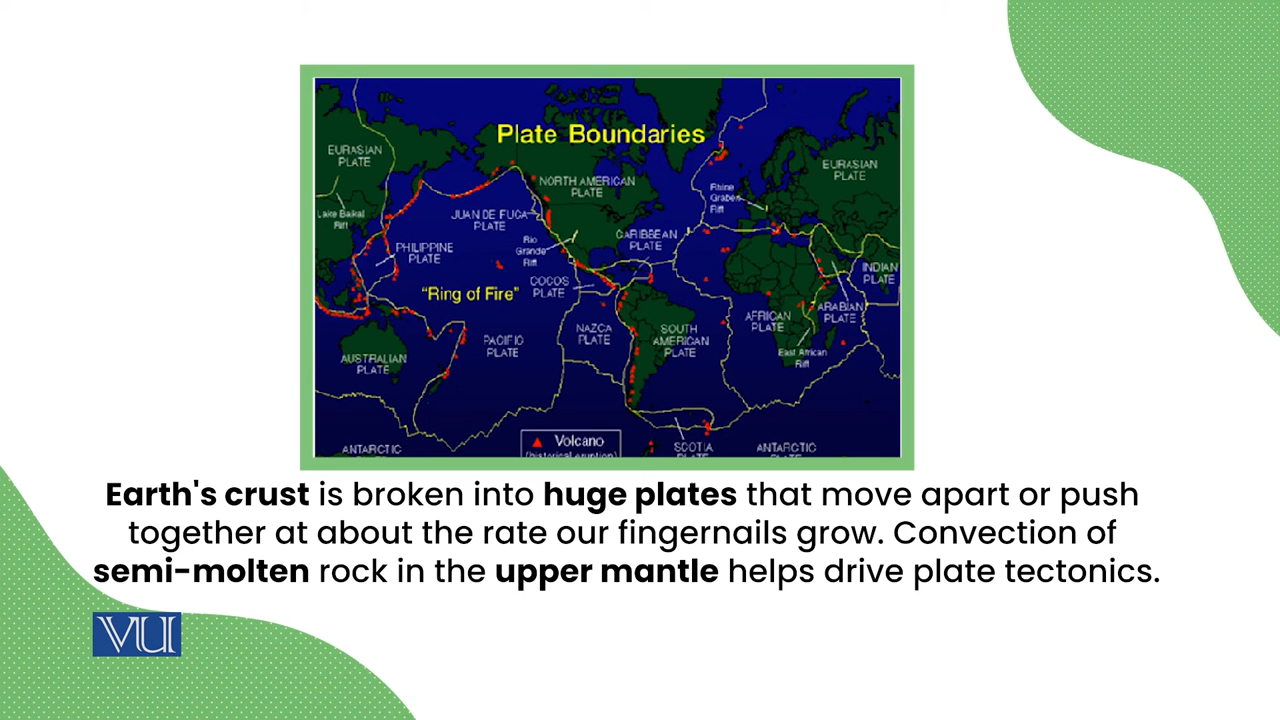 Plate Boundaries
EURASIAN
PLATE
Lake Baikal
Rift
PHILIPPINE
PLATE
"Ring of Fire"
AUSTRALIAN
PLATE
PACIFIC
PLATE
NORTH AMERICAN
PLATE
JUAN DE FUCA
PLATE
Rio
Grande
Rift
COCOS
PLATE
CARIBBEAN
PLATE
NAZCA
PLATE
SOUTH
AMERICAN
PLATE
Rhine
Graben
Rift
EURASIAN
PLATE
INDIAN
PLATE
ARABIAN
PLATE
AFRICAN
PLATE
East African
Rift
ANTARCTIC
Volcano
(historical eruption)
SCOTIA
ANTARCTIC
Earth's crust is broken into huge plates that move apart or push
together at about the rate our fingernails grow. Convection of
semi-molten rock in the upper mantle helps drive plate tectonics.
VU